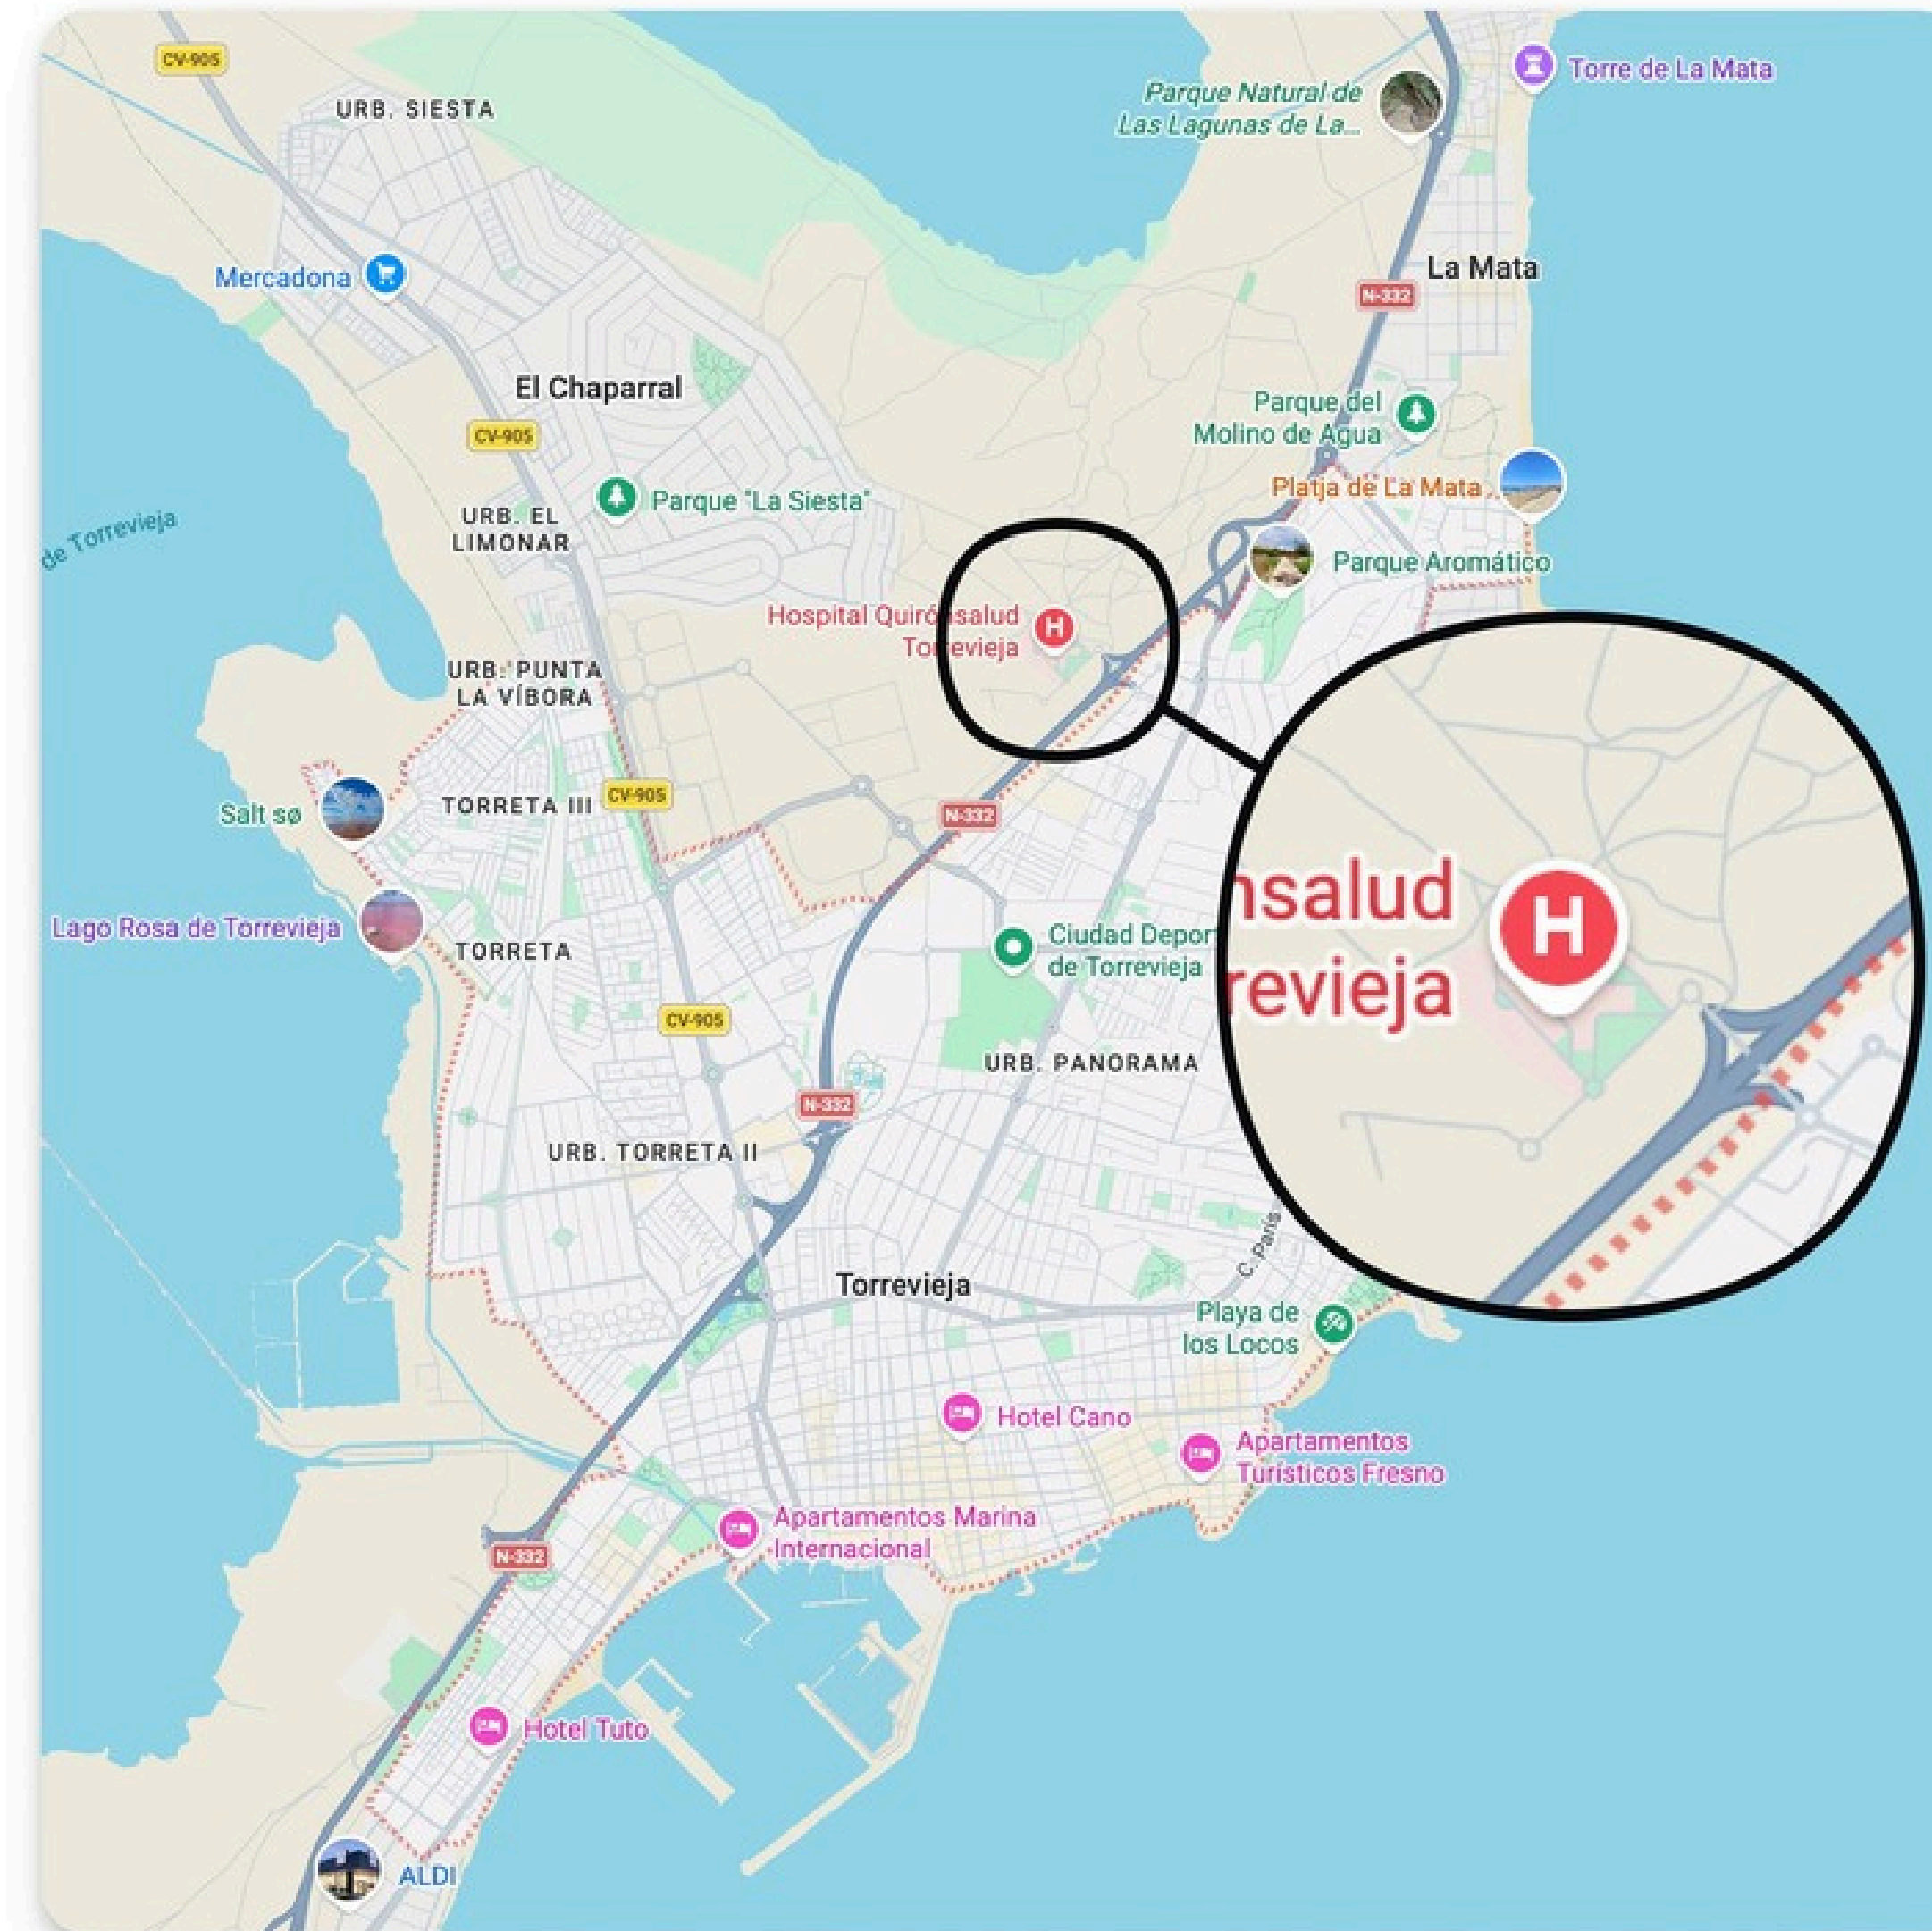 CV-905
Torre de La Mata
Parque Natural de
Las Lagunas de La...
URB. SIESTA
La Mata
Mercadona
N-332
El Chaparral
Parque del
Molino de Agua
CV-905
Platja de La Mata
Parque "La Siesta"
URB. EL
LIMONAR
de Torrevieja
Parque Aromático
Hospital Quirónsalud
Torrevieja
H
URB. PUNTA
LA VÍBORA
CV-905
TORRETA III
Salt sø
N-332
nsalud
revieja
H
Lago Rosa de Torrevieja
TORRETA
Ciudad Depor
de Torrevieja
CV-905
URB. PANORAMA
N-332
URB. TORRETA II
C. París
Torrevieja
Playa de
los Locos
Hotel Cano
Apartamentos
Turísticos Fresno
Apartamentos Marina
Internacional
N-332
Hotel Tuto
ALDI